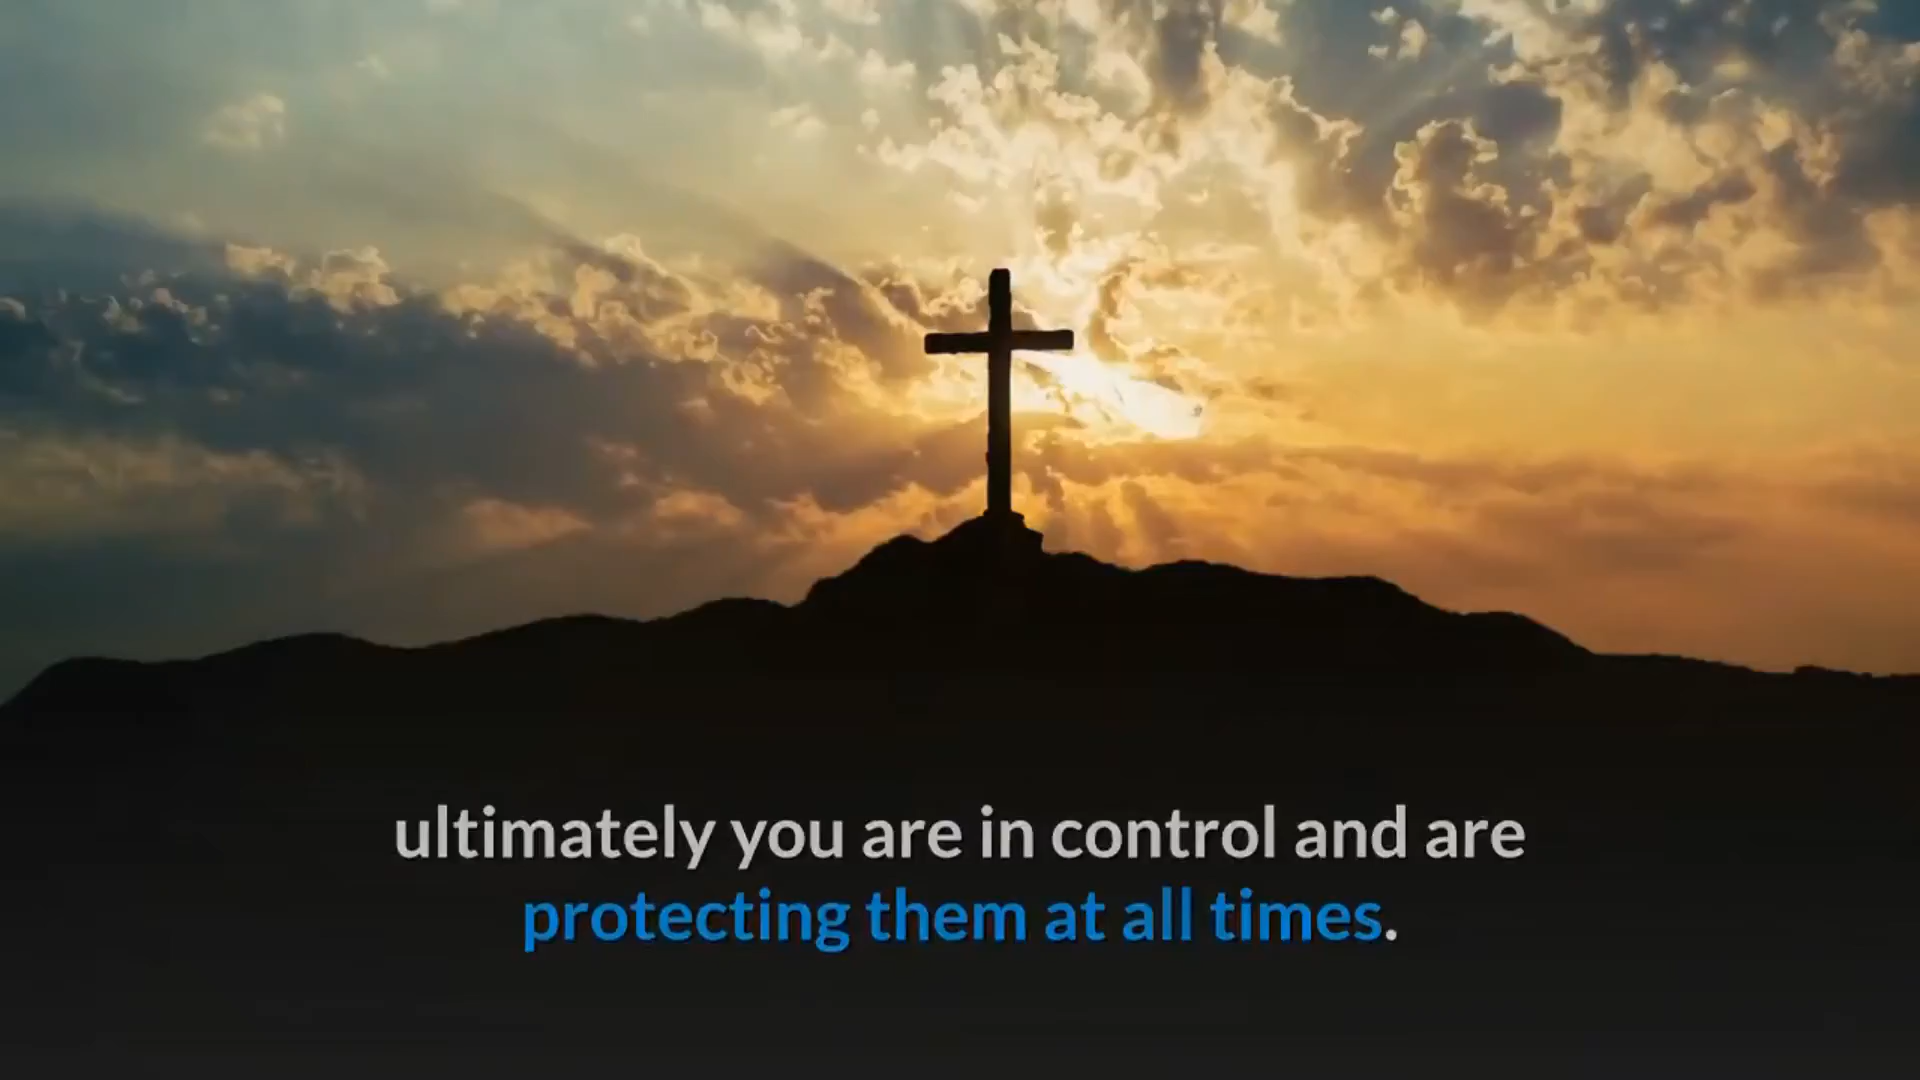 ultimately you are in control and are
protecting them at all times.